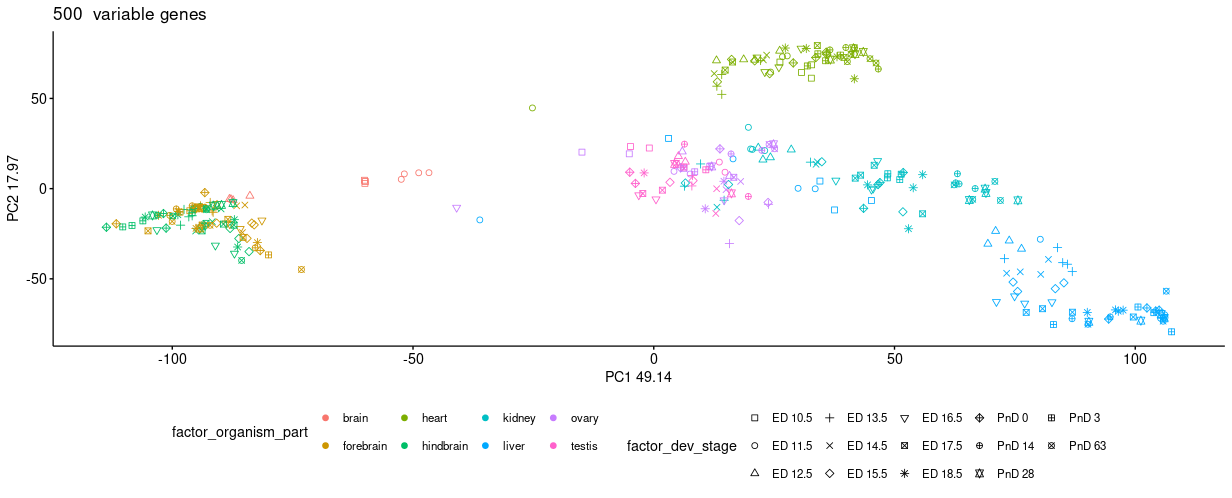 500 variable genes
PC2 17.97
50
0
-50
-100 -50 0 50 100
PC1 49.14
factor_organism_part
brain heart kidney ovary
forebrain hindbrain liver testis
factor_dev_stage
ED 10.5 ED 13.5 ED 16.5 PnD 0 PnD 3
ED 11.5 ED 14.5 ED 17.5 PnD 14 PnD 63
ED 12.5 ED 15.5 ED 18.5 PnD 28